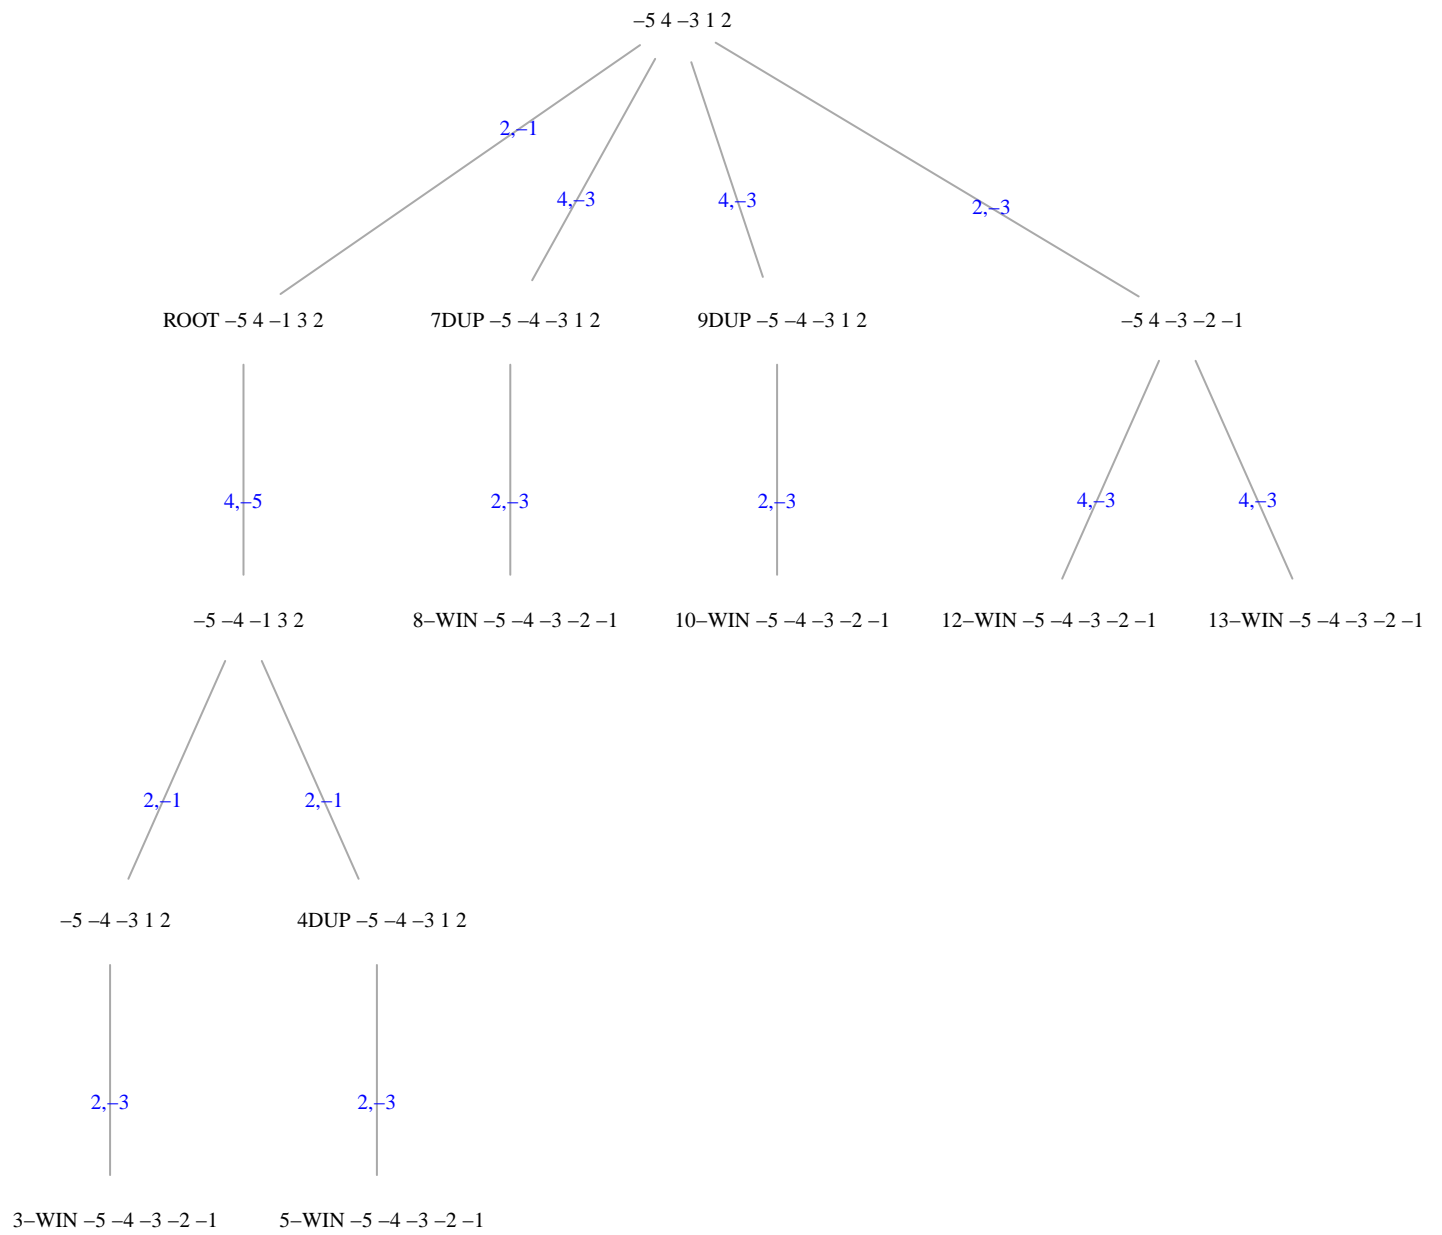 –5 4 –3 1 2
2,–1
4,–3
4,–3
2,–3
ROOT –5 4 –1 3 2
7DUP –5 –4 –3 1 2
9DUP –5 –4 –3 1 2
–5 4 –3 –2 –1
4,–5
2,–3
2,–3
4,–3
4,–3
–5 –4 –1 3 2
8–WIN –5 –4 –3 –2 –1
10–WIN –5 –4 –3 –2 –1
12–WIN –5 –4 –3 –2 –1
13–WIN –5 –4 –3 –2 –1
2,–1
2,–1
–5 –4 –3 1 2
4DUP –5 –4 –3 1 2
2,–3
2,–3
3–WIN –5 –4 –3 –2 –1
5–WIN –5 –4 –3 –2 –1